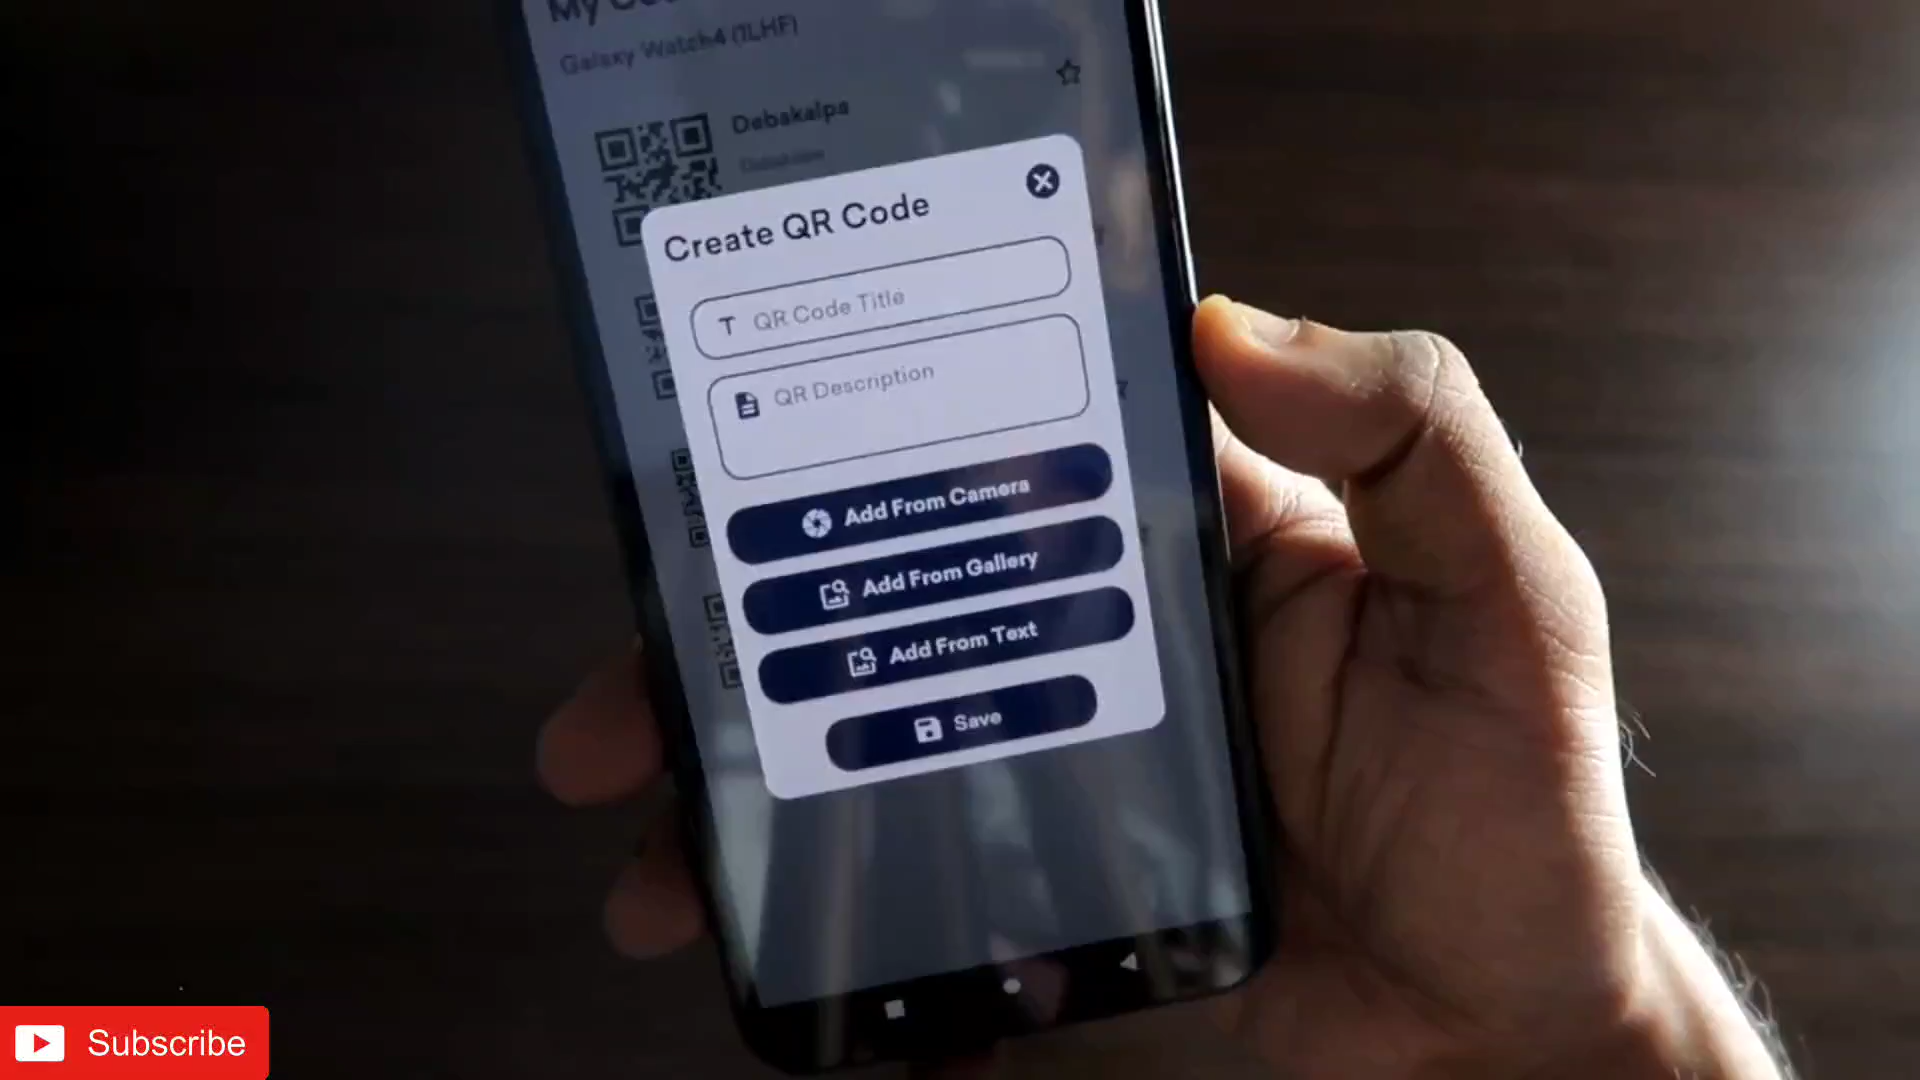 My
Galaxy Watch4 (1LHF)
Debakalpa
Create QR Code
QR Code Title
QR Description
Add From Camera
Add From Gallery
Add From Text
Save
Subscribe